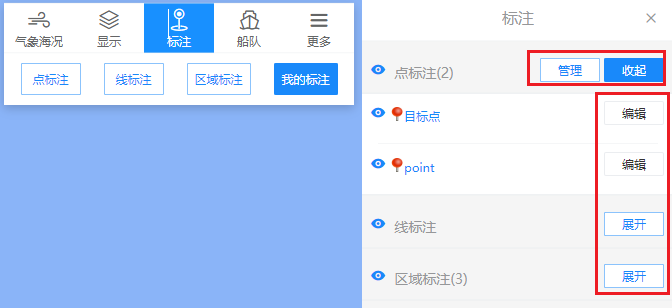 气象海况 显示 标注 船队 更多
点标注 线标注 区域标注 我的标注
标注
点标注(2) 管理 收起
目标点 编辑
point 编辑
线标注 展开
区域标注(3) 展开